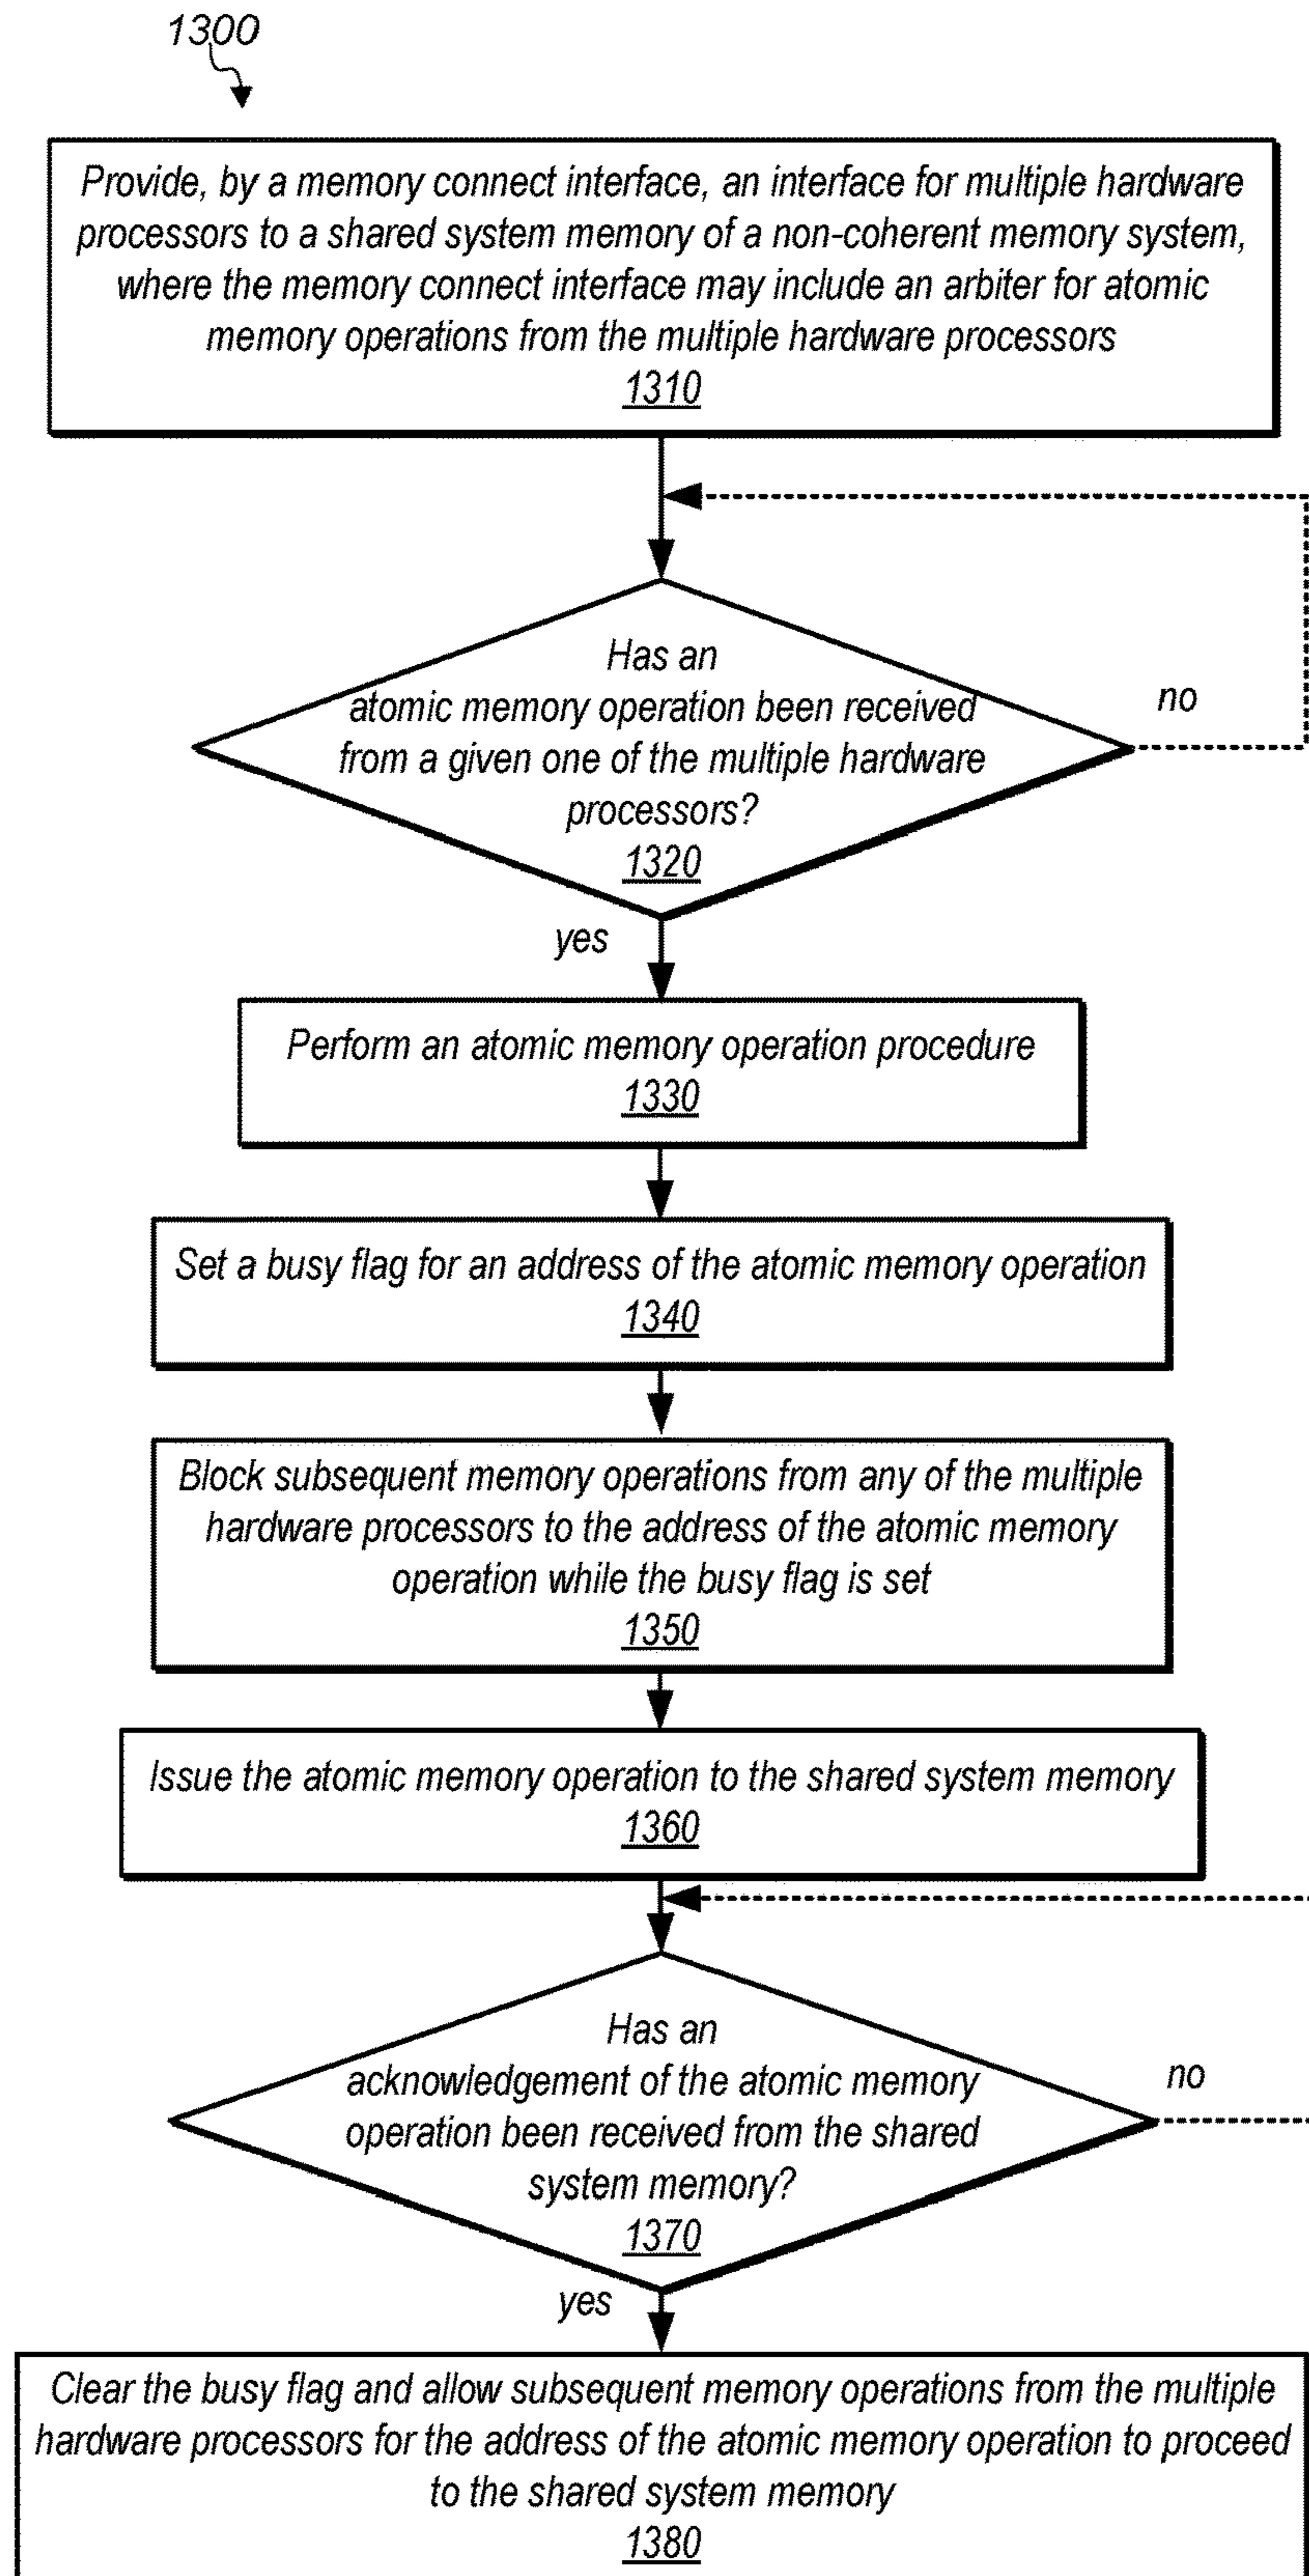 1300
Provide, by a memory connect interface, an interface for multiple hardware
processors to a shared system memory of a non-coherent memory system,
where the memory connect interface may include an arbiter for atomic
memory operations from the multiple hardware processors
1310
Has an
atomic memory operation been received
from a given one of the multiple hardware
processors?
1320
no
yes
Perform an atomic memory operation procedure
1330
Set a busy flag for an address of the atomic memory operation
1340
Block subsequent memory operations from any of the multiple
hardware processors to the address of the atomic memory
operation while the busy flag is set
1350
Issue the atomic memory operation to the shared system memory
1360
Has an
acknowledgement of the atomic memory
operation been received from the shared
system memory?
1370
no
yes
Clear the busy flag and allow subsequent memory operations from the multiple
hardware processors for the address of the atomic memory operation to proceed
to the shared system memory
1380